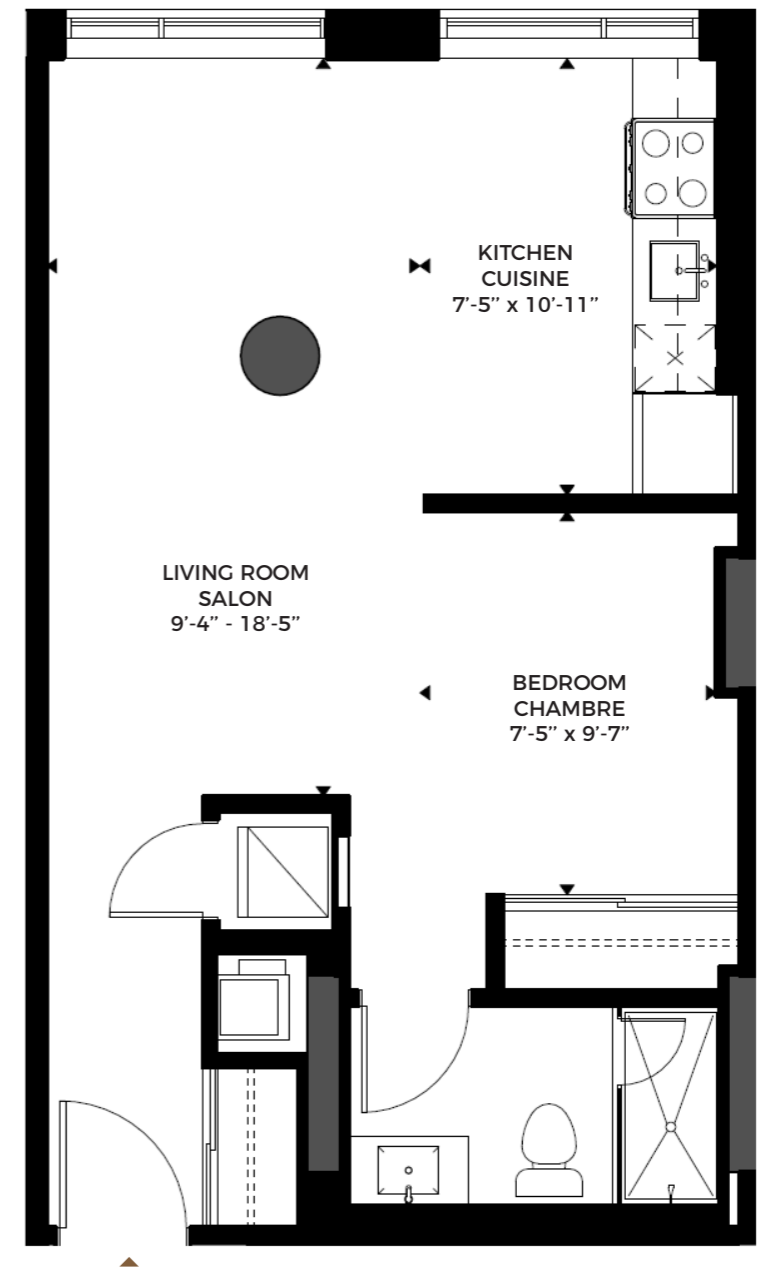 KITCHEN
CUISINE
7’-5” x 10’-11”
LIVING ROOM
SALON
9’-4” - 18’-5”
BEDROOM
CHAMBRE
7’-5” x 9’-7”